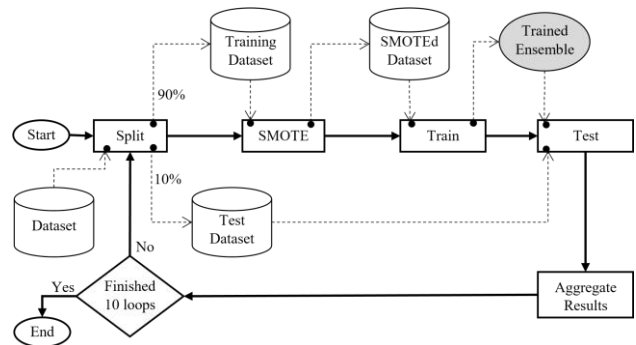 Training
Dataset
SMOTEd
Dataset
Trained
Ensemble
90%
Start
Split
SMOTE
Train
Test
10%
Dataset
Test
Dataset
No
Yes
Finished
10 loops
Aggregate
Results
End